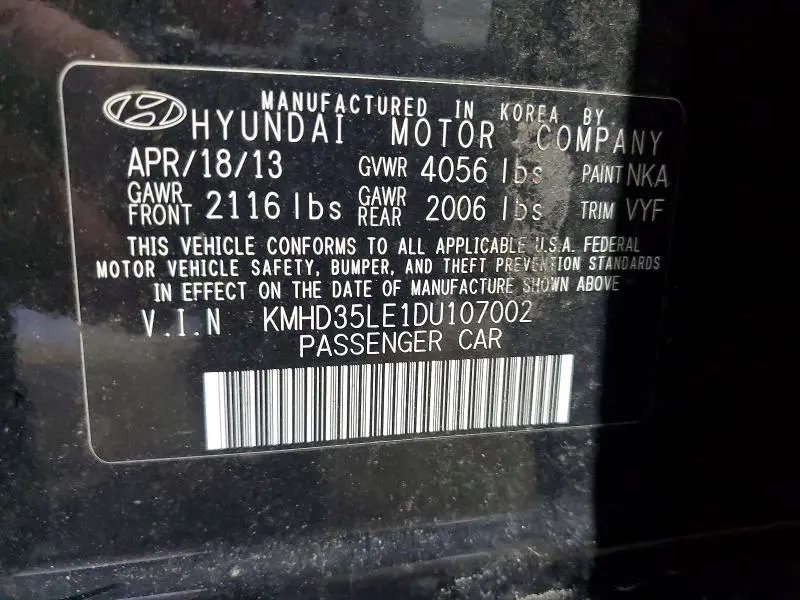 MANUFACTURED IN KOREA BY
HYUNDAI MOTOR COMPANY
APR/18/13 GVWR 4056 lbs PAINT NKA
GAWR FRONT 2116 lbs GAWR REAR 2006 lbs TRIM VYF
THIS VEHICLE CONFORMS TO ALL APPLICABLE U.S.A. FEDERAL
MOTOR VEHICLE SAFETY, BUMPER, AND THEFT PREVENTION STANDARDS
IN EFFECT ON THE DATE OF MANUFACTURE SHOWN ABOVE
V.I.N KMHD35LE1DU107002
PASSENGER CAR